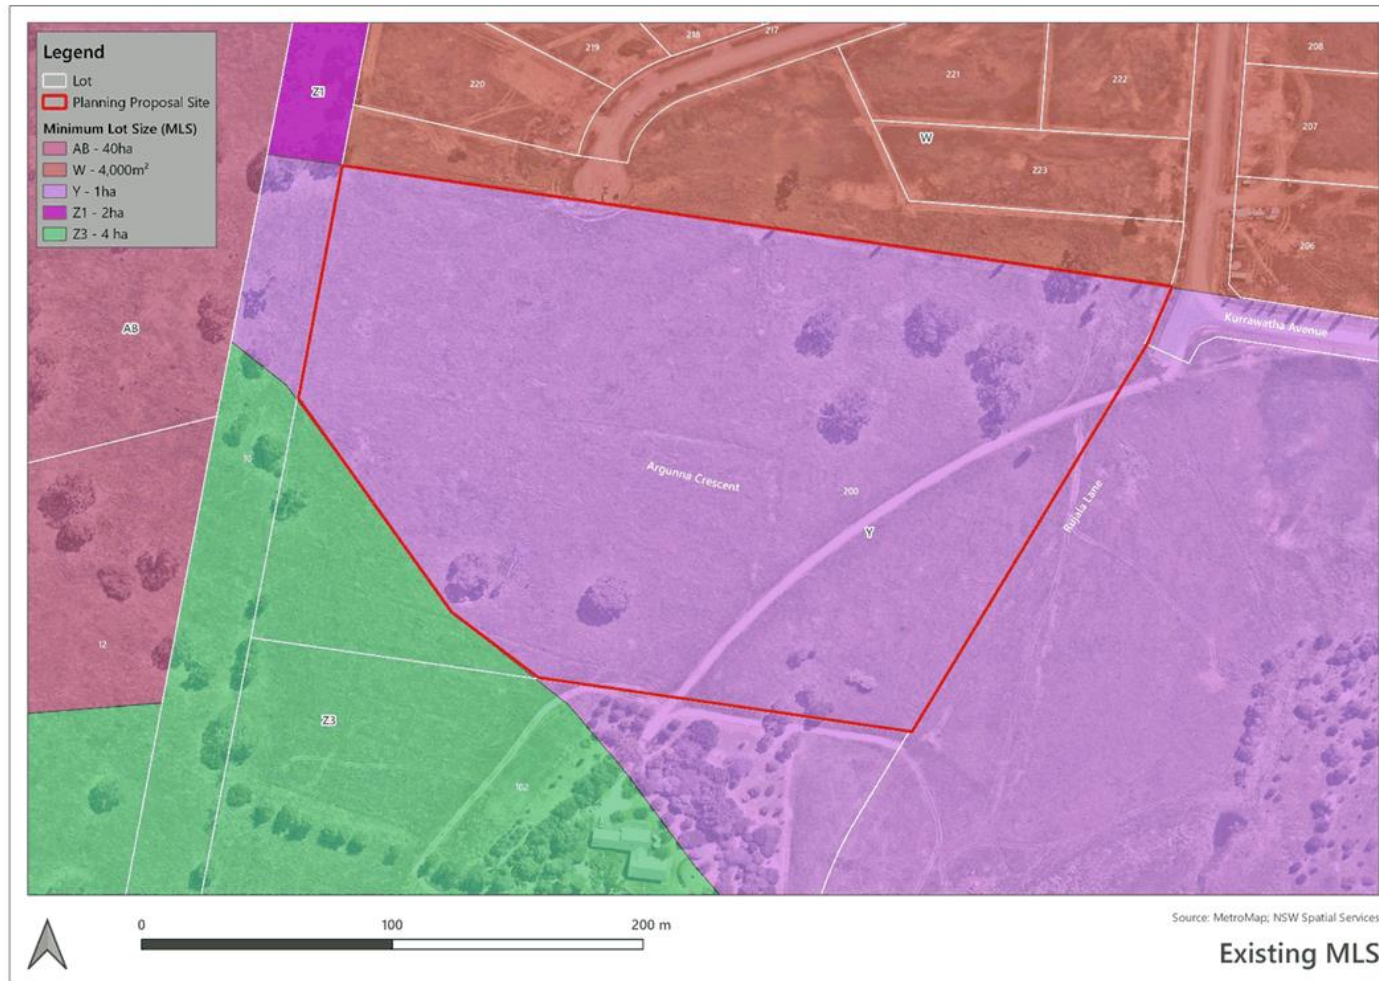 Legend
Lot
Planning Proposal Site
Minimum Lot Size (MLS)
AB - 40ha
W - 4,000m²
Y - 1ha
Z1 - 2ha
Z3 - 4 ha
Z1
217
218
219
220
221
222
208
207
W
223
206
Kurrawatha Avenue
AB
10
Argunna Crescent
200
Rujala Lane
Y
12
Z3
102
0
100
200 m
Source: MetroMap; NSW Spatial Services
Existing MLS